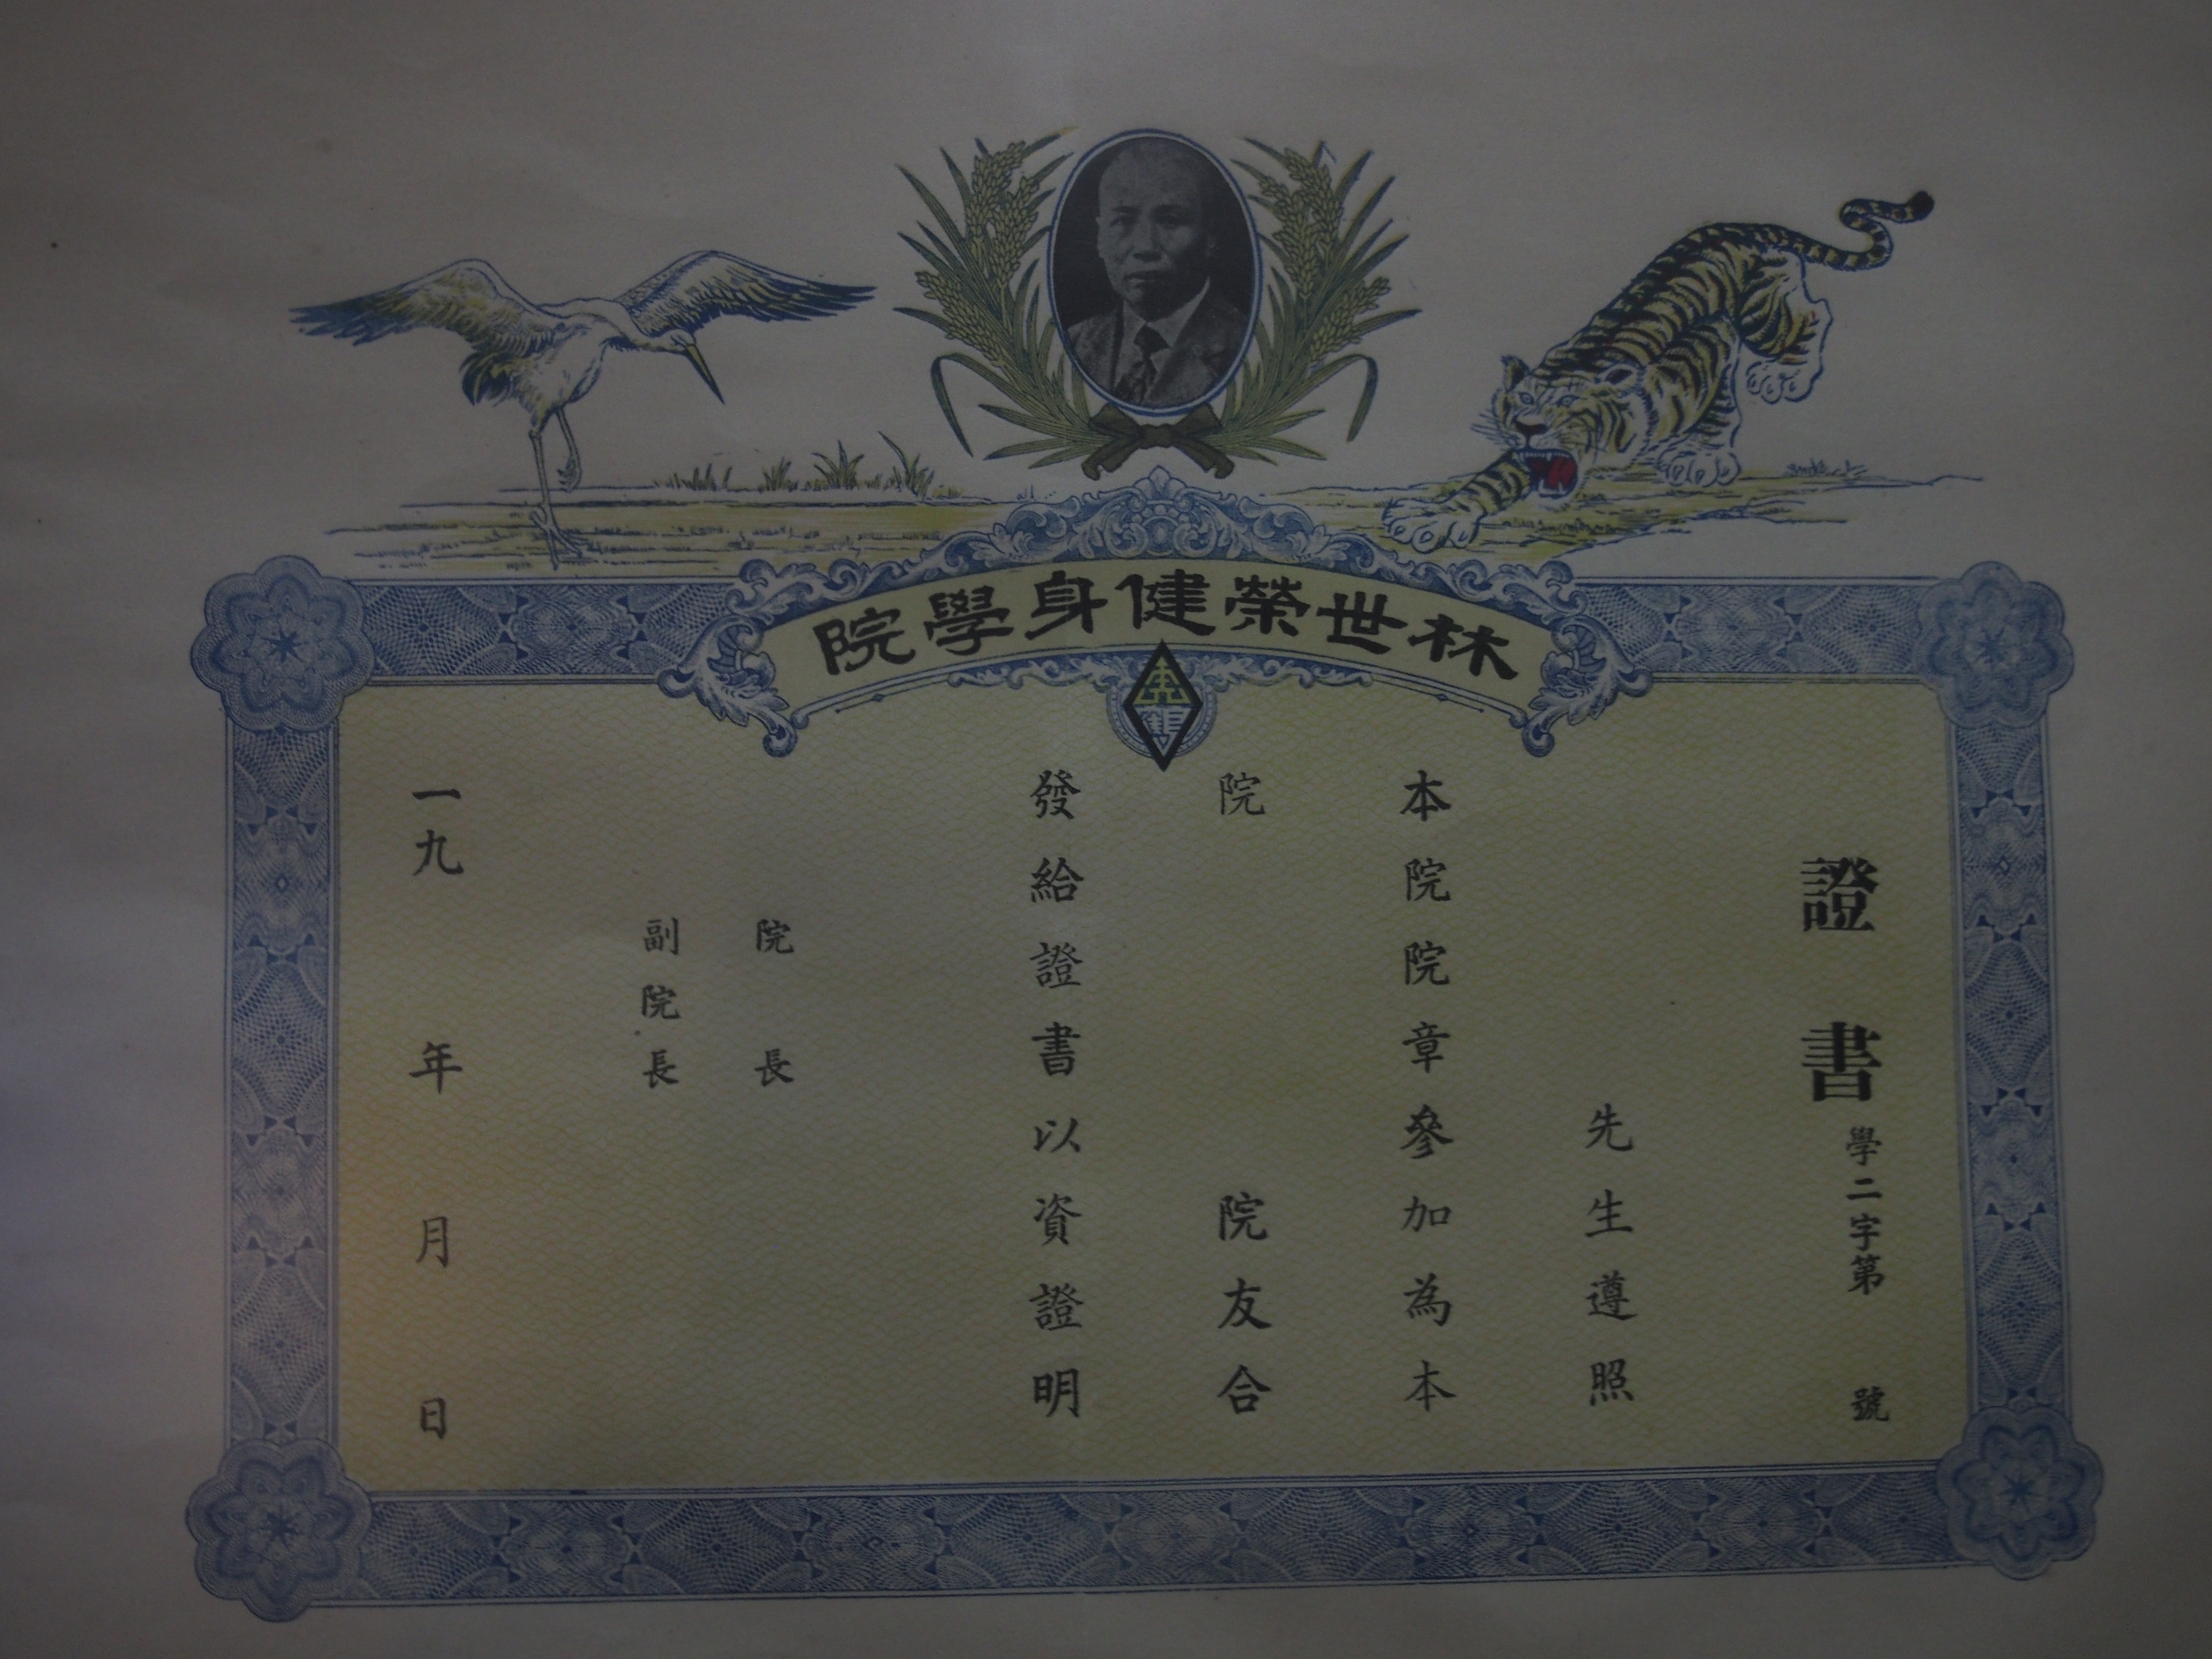 林世榮健身學院
虎鶴
證書
學二字第 號
先生遵照
本院院章參加為本
院 院友合
發給證書以資證明
院長
副院長
一九 年 月 日